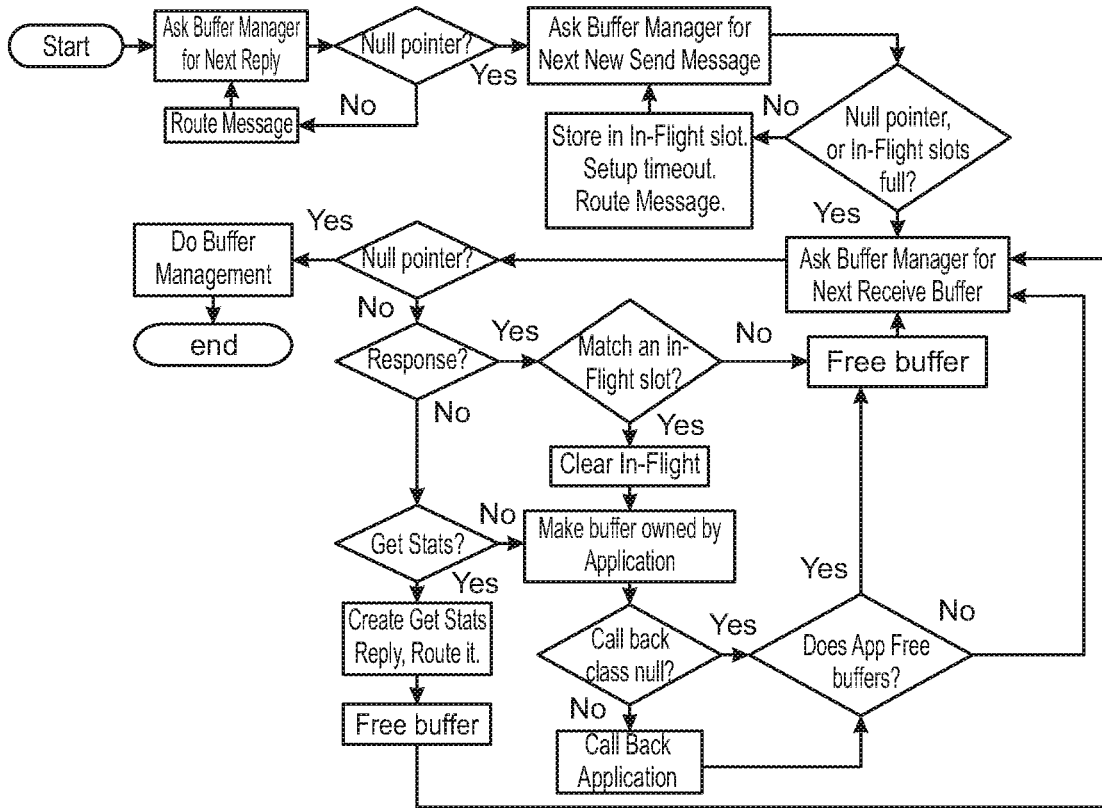 Start
Ask Buffer Manager
for Next Reply
Null pointer?
Yes
No
Route Message
Ask Buffer Manager for
Next New Send Message
Null pointer,
or In-Flight slots
full?
No
Yes
Store in In-Flight slot.
Setup timeout.
Route Message.
Ask Buffer Manager for
Next Receive Buffer
Null pointer?
Yes
No
Do Buffer
Management
end
Response?
Yes
No
Match an In-
Flight slot?
No
Yes
Free buffer
Clear In-Flight
Get Stats?
No
Yes
Make buffer owned by
Application
Create Get Stats
Reply, Route it.
Free buffer
Call back
class null?
Yes
No
Does App Free
buffers?
Yes
No
Call Back
Application